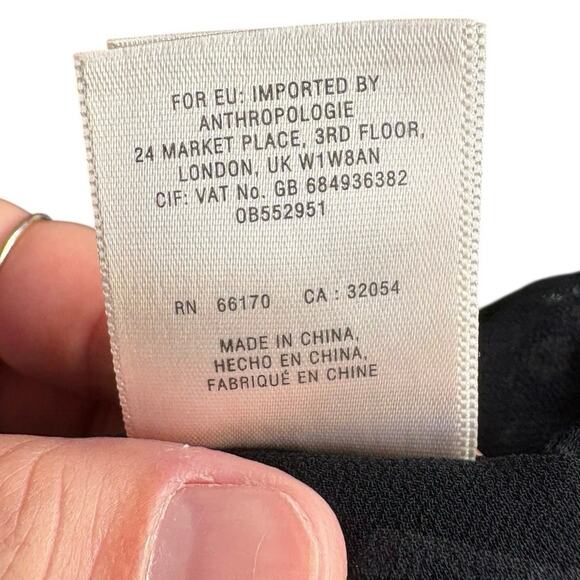 FOR EU: IMPORTED BY
ANTHROPOLOGIE
24 MARKET PLACE, 3RD FLOOR,
LONDON, UK W1W8AN
CIF: VAT No. GB 684936382
0B552951
RN 66170 CA : 32054
MADE IN CHINA,
HECHO EN CHINA,
FABRIQUÉ EN CHINE